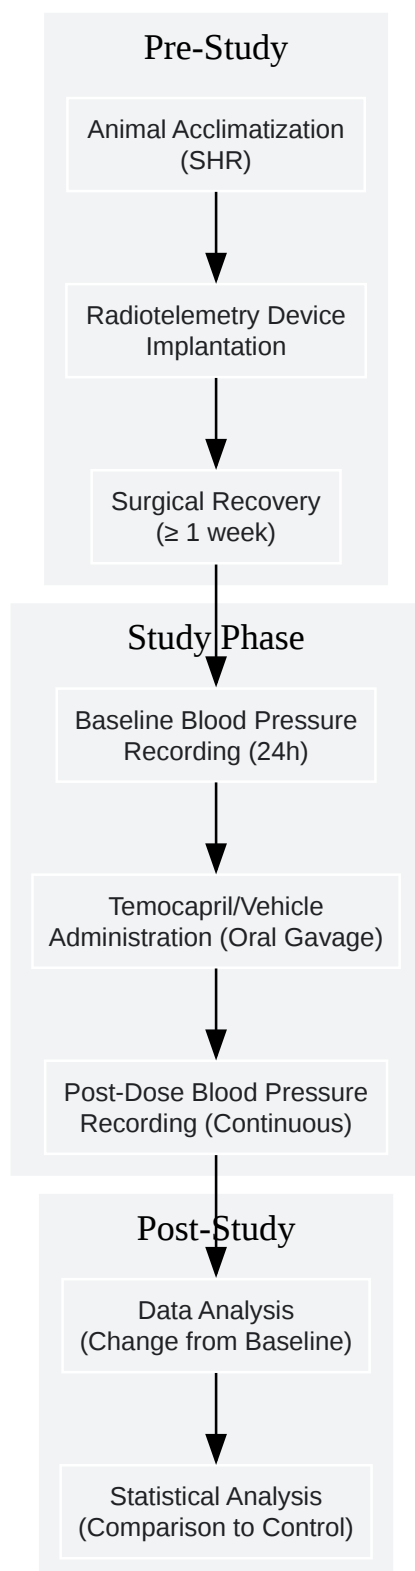 Pre-Study
Animal Acclimatization
(SHR)
Radiotelemetry Device
Implantation
Surgical Recovery
(≥ 1 week)
Study Phase
Baseline Blood Pressure
Recording (24h)
Temocapril/Vehicle
Administration (Oral Gavage)
Post-Dose Blood Pressure
Recording (Continuous)
Post-Study
Data Analysis
(Change from Baseline)
Statistical Analysis
(Comparison to Control)